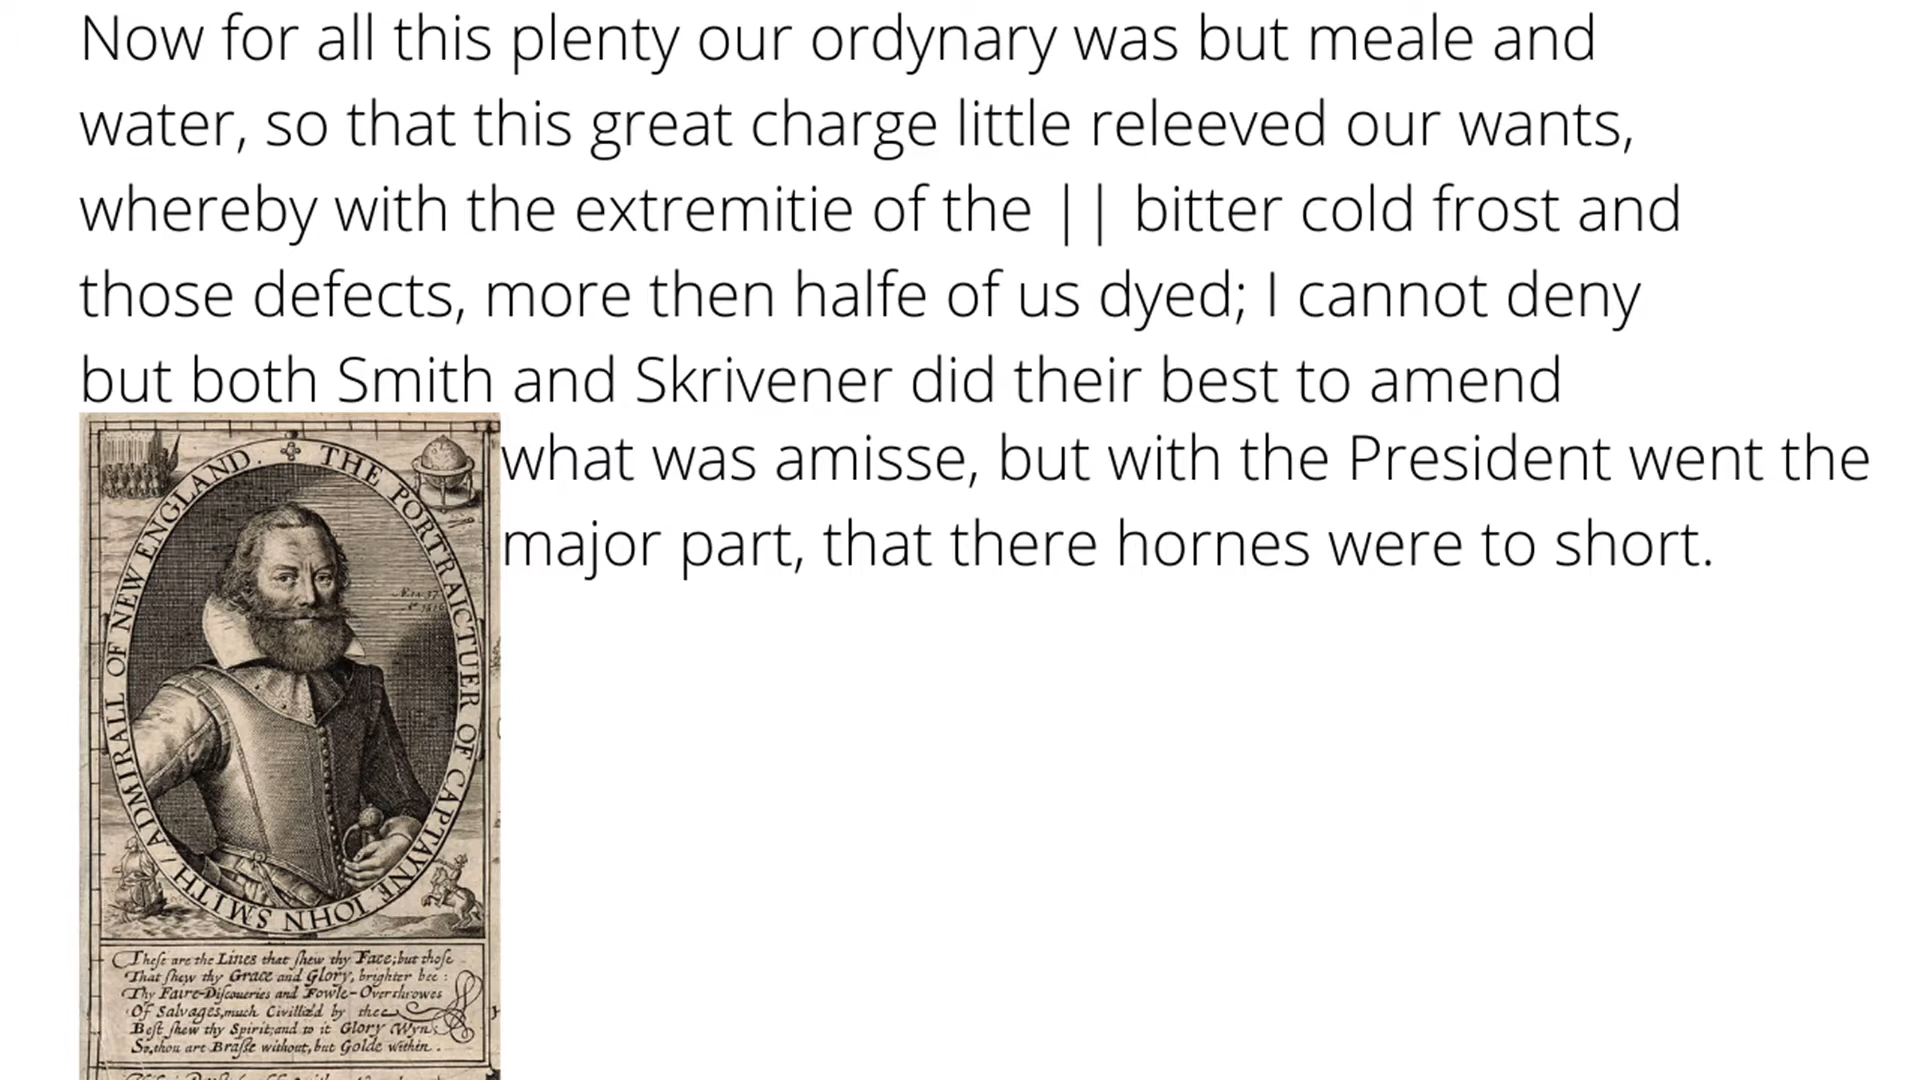 Now for all this plenty our ordynary was but meale and
water, so that this great charge little releeved our wants,
whereby with the extremitie of the || bitter cold frost and
those defects, more then halfe of us dyed; I cannot deny
but both Smith and Skrivener did their best to amend
what was amisse, but with the President went the
major part, that there hornes were to short.
THE PORTRAICTUER OF CAPTAYNE IOHN SMITH / ADMIRALL OF NEW ENGLAND.
These are the Lines that shew thy Face; but those
That shew thy Grace and Glory, brighter bee:
Thy Faire-Discoueries and Fowle-Overthrowes
Of Salvages, much Civilliz'd by thee
Best shew thy Spirit; and to it Glory Wyn;
So, thou art Brasse without, but Golde within.